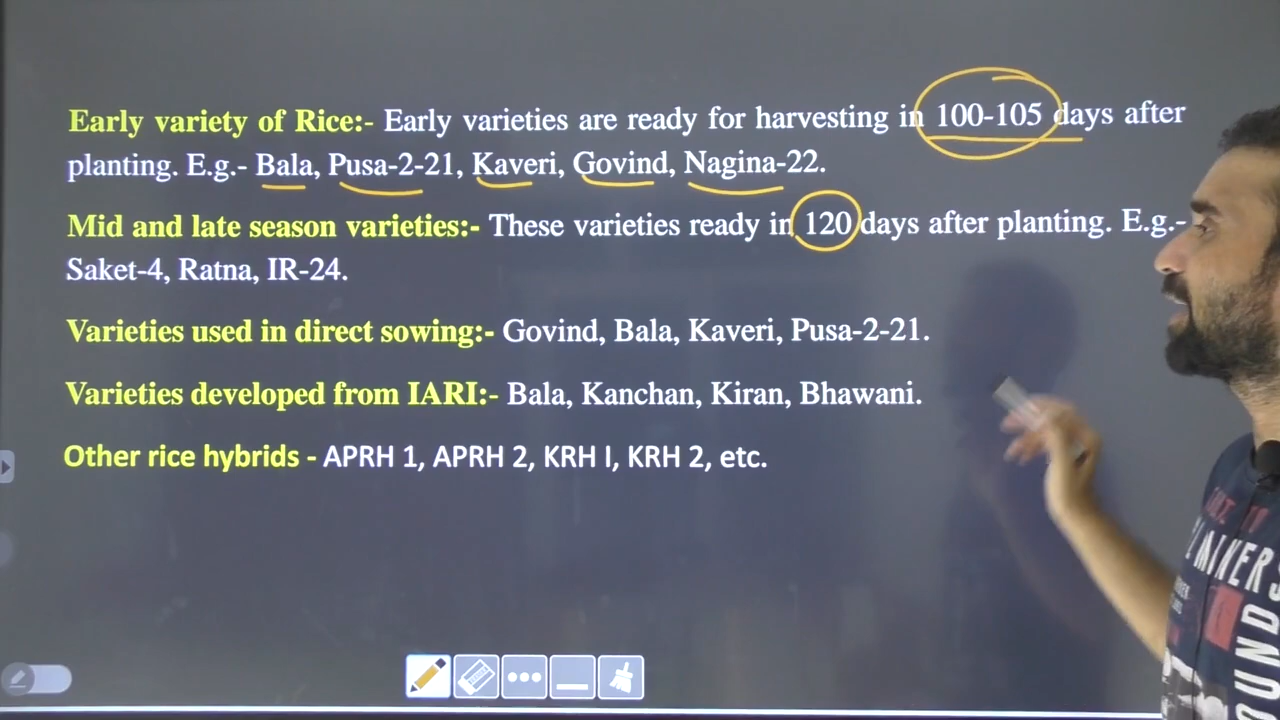 Early variety of Rice:- Early varieties are ready for harvesting in 100-105 days after
planting. E.g.- Bala, Pusa-2-21, Kaveri, Govind, Nagina-22.
Mid and late season varieties:- These varieties ready in 120 days after planting. E.g.-
Saket-4, Ratna, IR-24.
Varieties used in direct sowing:- Govind, Bala, Kaveri, Pusa-2-21.
Varieties developed from IARI:- Bala, Kanchan, Kiran, Bhawani.
Other rice hybrids - APRH 1, APRH 2, KRH I, KRH 2, etc.